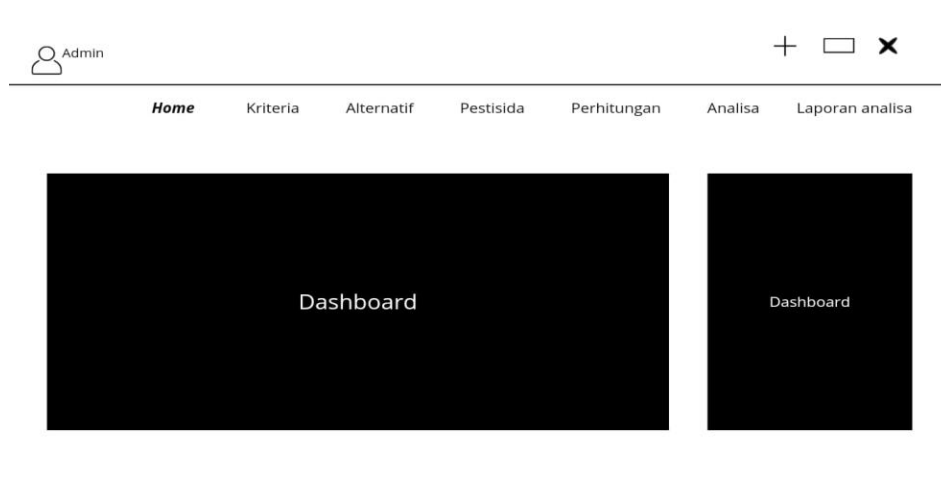 Admin
Home Kriteria Alternatif Pestisida Perhitungan Analisa Laporan analisa
Dashboard Dashboard